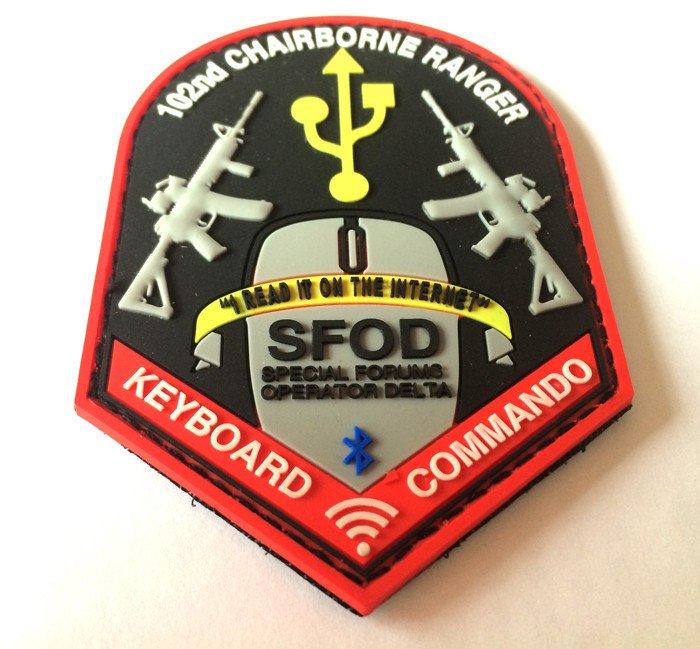 102nd CHAIRBORNE RANGER
"I READ IT ON THE INTERNET"
SFOD
SPECIAL FORUMS
OPERATOR DELTA
KEYBOARD COMMANDO